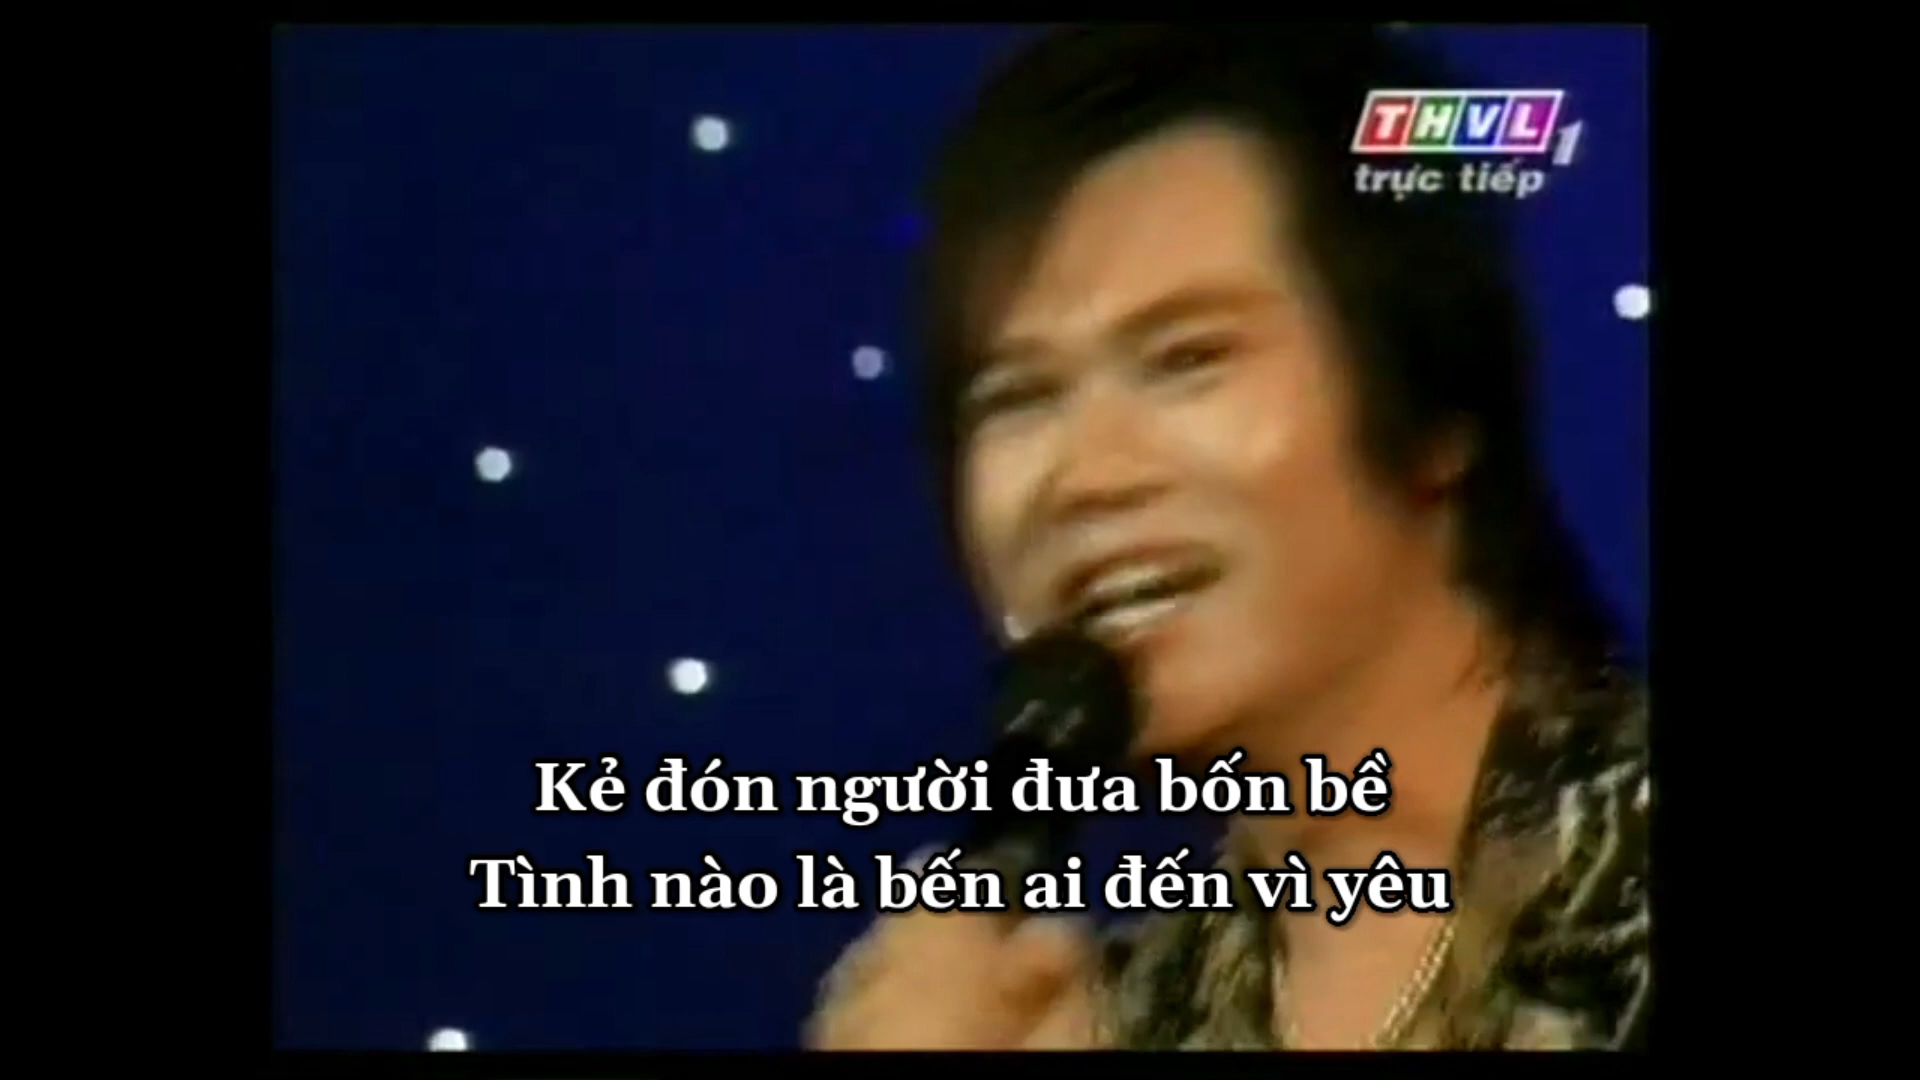 THVL1
trực tiếp
Kẻ đón người đưa bốn bề
Tình nào là bến ai đến vì yêu